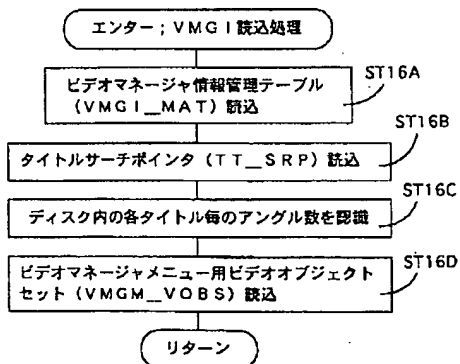 エンター；VMGI読込処理
ビデオマネージャ情報管理テーブル
（VMGI__MAT）読込
ST16A
タイトルサーチポインタ（TT__SRP）読込
ST16B
ディスク内の各タイトル毎のアングル数を認識
ST16C
ビデオマネージャメニュー用ビデオオブジェクト
セット（VMGM__VOBS）読込
ST16D
リターン